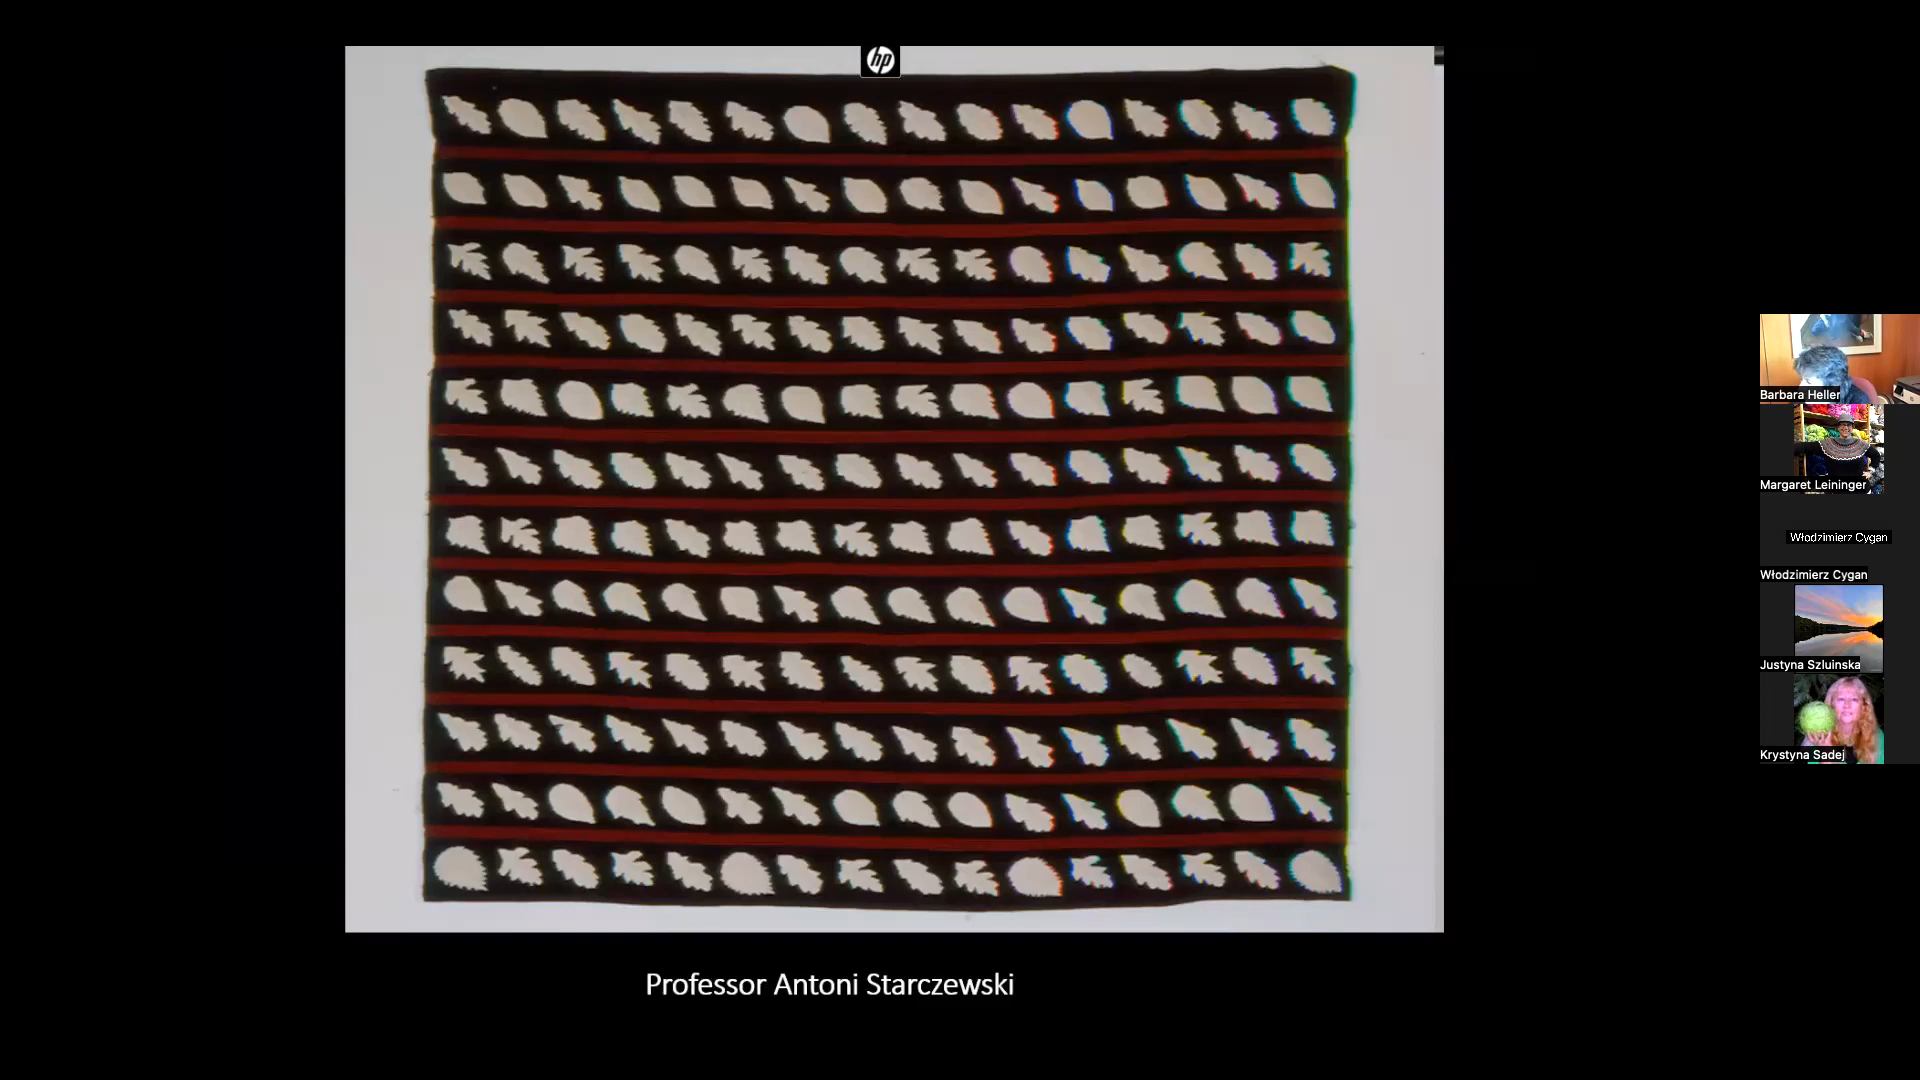 hp
Professor Antoni Starczewski
Barbara Heller
Margaret Leininger
Włodzimierz Cygan
Włodzimierz Cygan
Justyna Szluinska
Krystyna Sadej